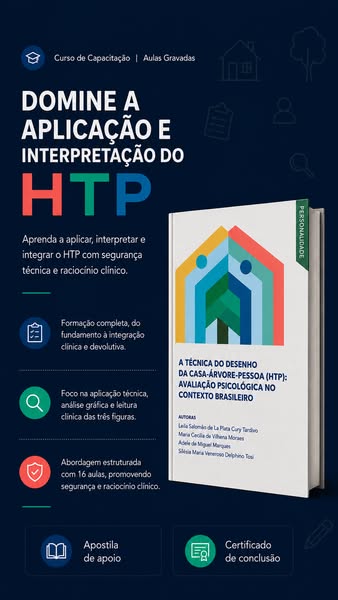 Curso de Capacitação | Aulas Gravadas
DOMINE A
APLICAÇÃO E
INTERPRETAÇÃO DO
HTP
Aprenda a aplicar, interpretar e
integrar o HTP com segurança
técnica e raciocínio clínico.
Formação completa, do
fundamento à integração
clínica e devolutiva.
Foco na aplicação técnica,
análise gráfica e leitura
clínica das três figuras.
Abordagem estruturada
com 16 aulas, promovendo
segurança e raciocínio clínico.
PERSONALIDADE
A TÉCNICA DO DESENHO
DA CASA-ÁRVORE-PESSOA (HTP):
AVALIAÇÃO PSICOLÓGICA NO
CONTEXTO BRASILEIRO
AUTORAS
Leila Salomão de La Plata Cury Tardivo
Maria Cecilia de Vilhena Moraes
Adele de Miguel Marques
Silésia Maria Veneroso Delphino Tosi
Apostila
de apoio
Certificado
de conclusão